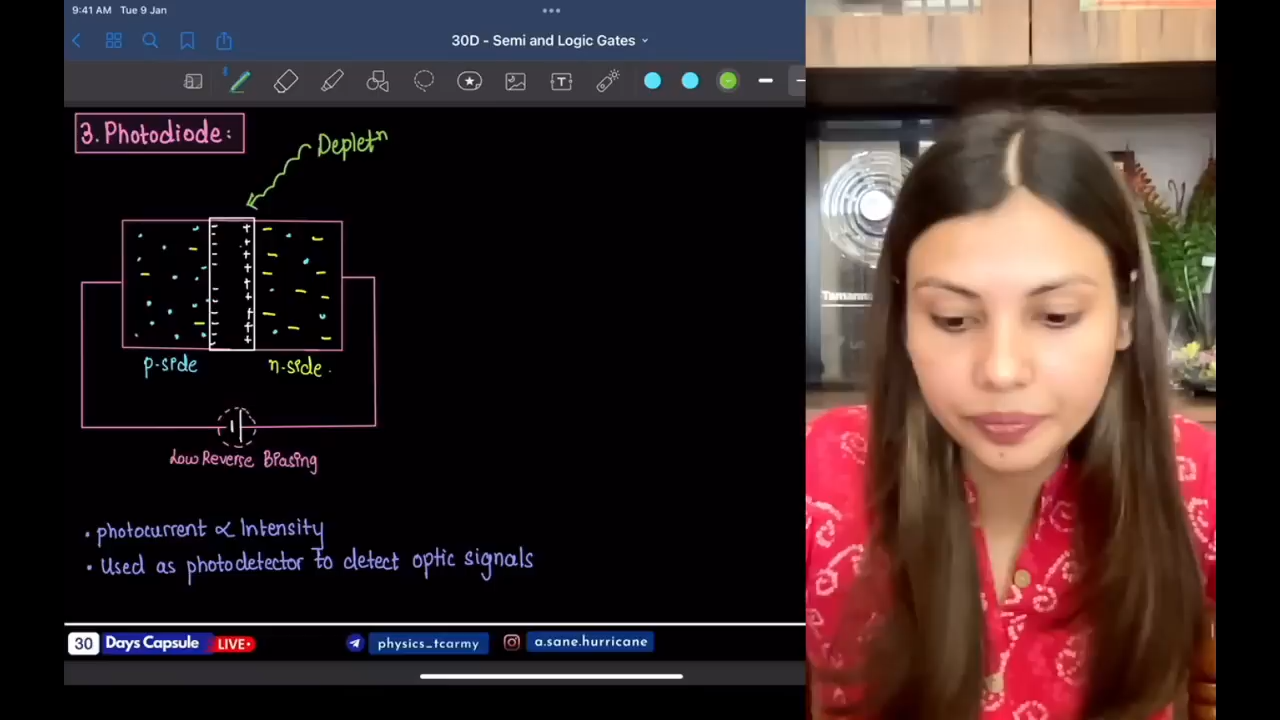 9:41 AM Tue 9 Jan
30D - Semi and Logic Gates
T
3. Photodiode:
Depletⁿ
p-side
n-side.
Low Reverse Biasing
• photocurrent ∝ Intensity
• Used as photodetector to detect optic signals
30 Days Capsule LIVE
physics_tcarmy
a.sane.hurricane